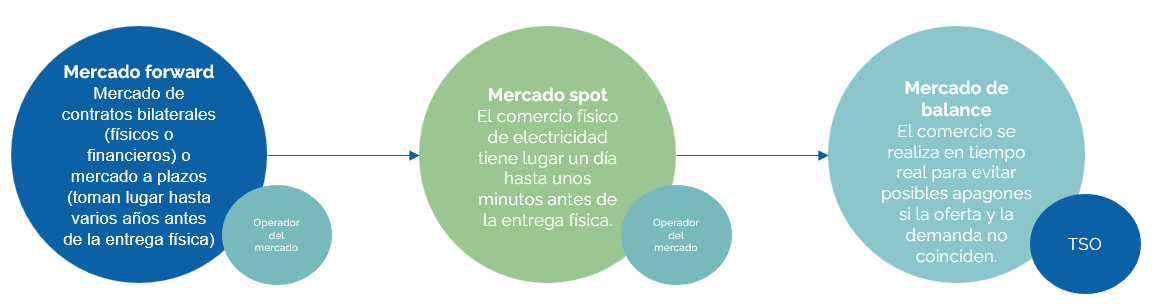 Mercado forward
Mercado de
contratos bilaterales
(físicos o
financieros) o
mercado a plazos
(toman lugar hasta
varios años antes
de la entrega física)
Operador
del
mercado
Mercado spot
El comercio físico
de electricidad
tiene lugar un día
hasta unos
minutos antes de
la entrega física.
Operador
del
mercado
Mercado de
balance
El comercio se
realiza en tiempo
real para evitar
posibles apagones
si la oferta y la
demanda no
coinciden.
TSO